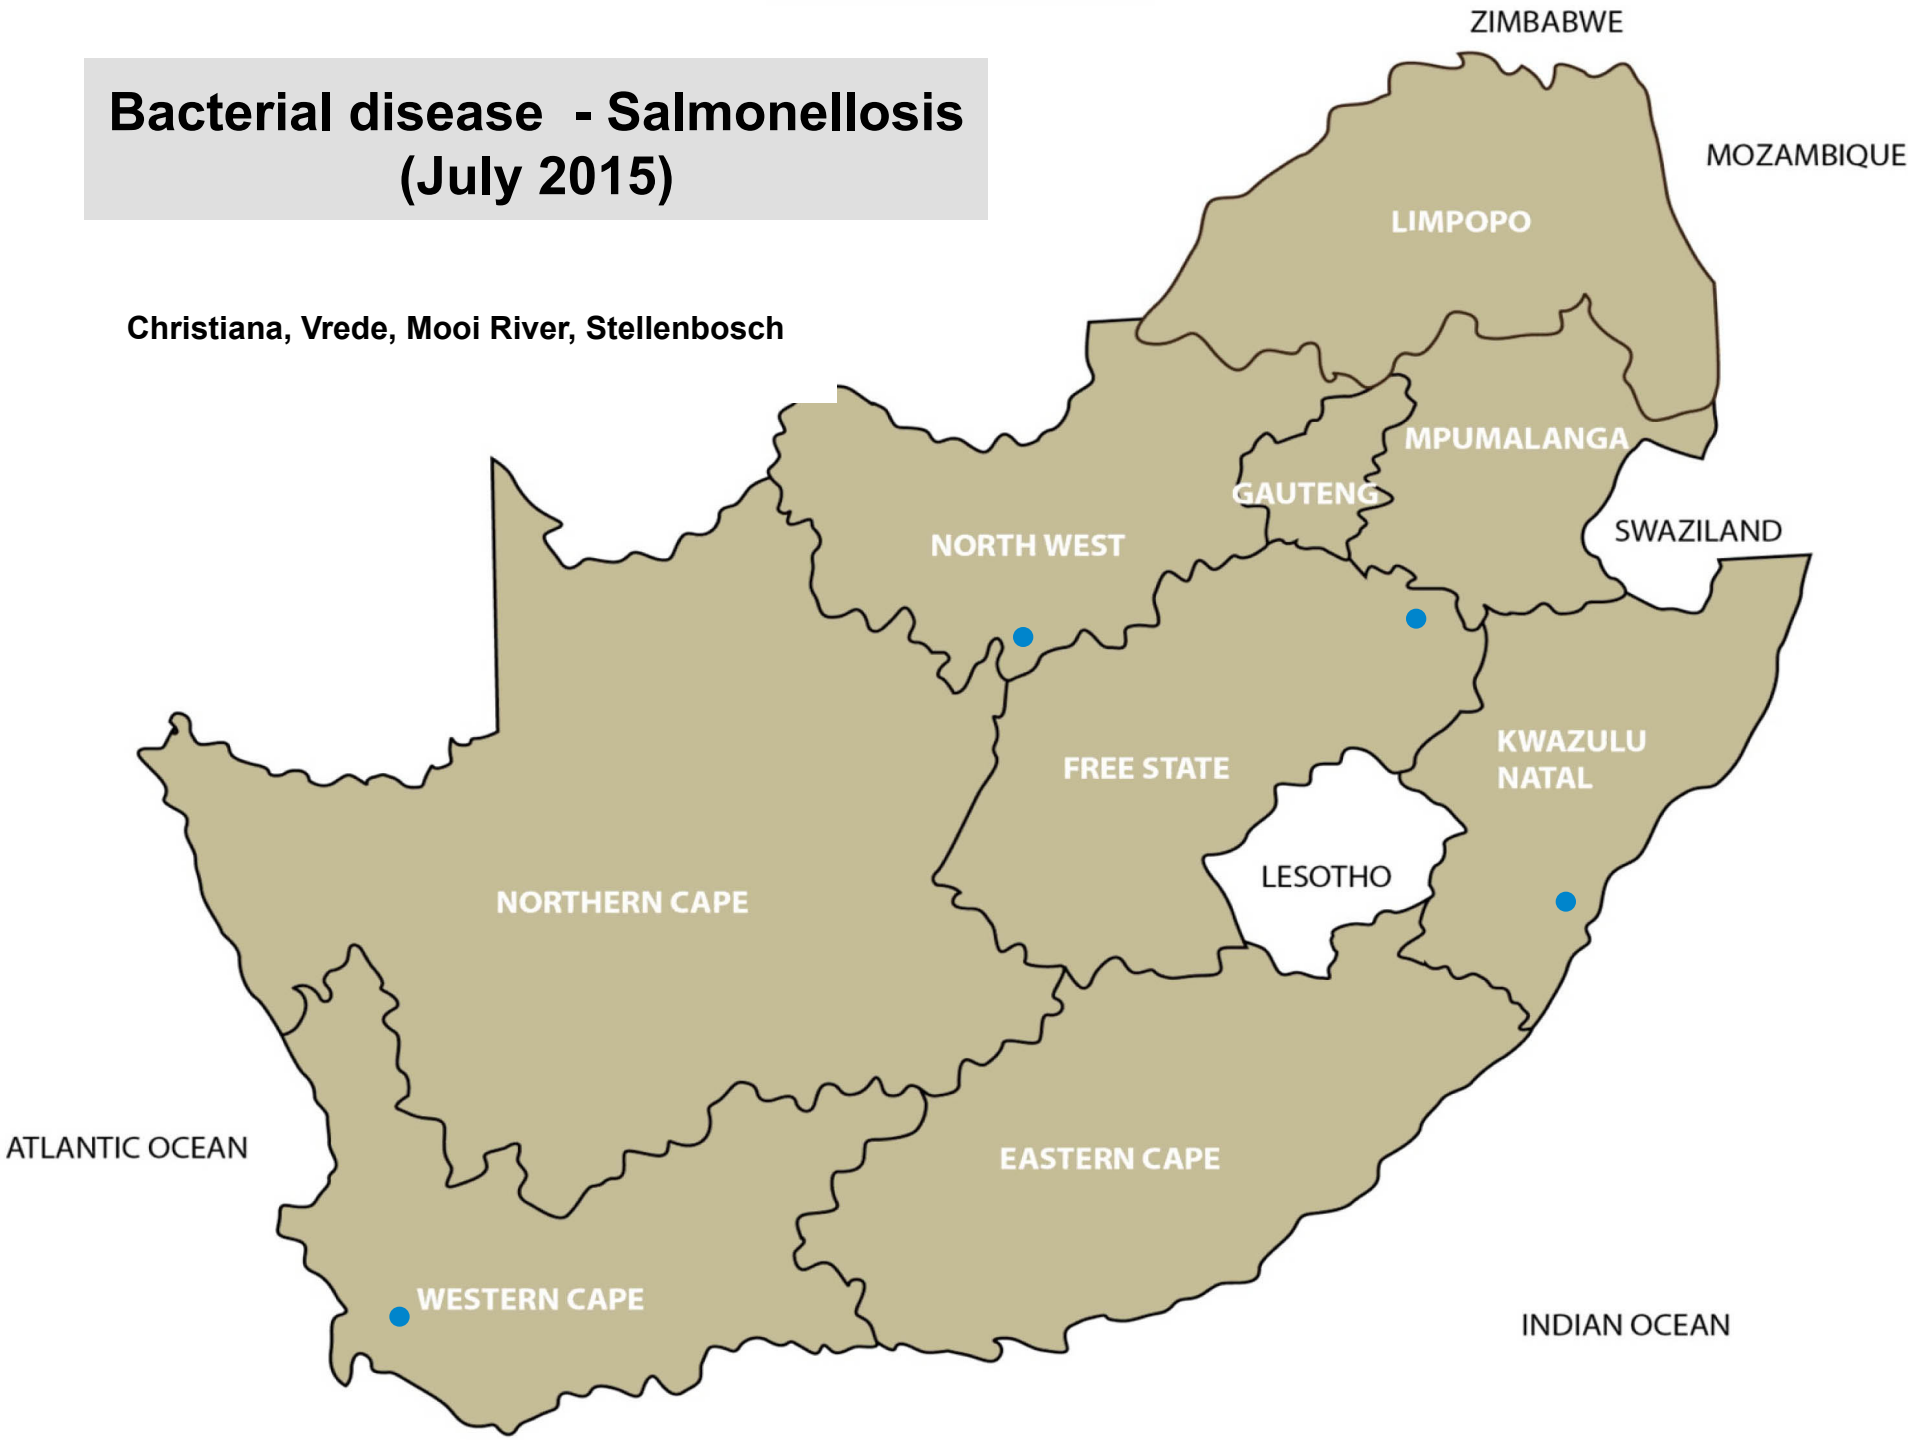 ZIMBABWE
Bacterial disease - Salmonellosis
(July 2015)
MOZAMBIQUE
LIMPOPO
Christiana, Vrede, Mooi River, Stellenbosch
MPUMALANGA
GAUTENG
NORTH WEST
SWAZILAND
KWAZULU
NATAL
FREE STATE
LESOTHO
NORTHERN CAPE
ATLANTIC OCEAN
EASTERN CAPE
WESTERN CAPE
INDIAN OCEAN